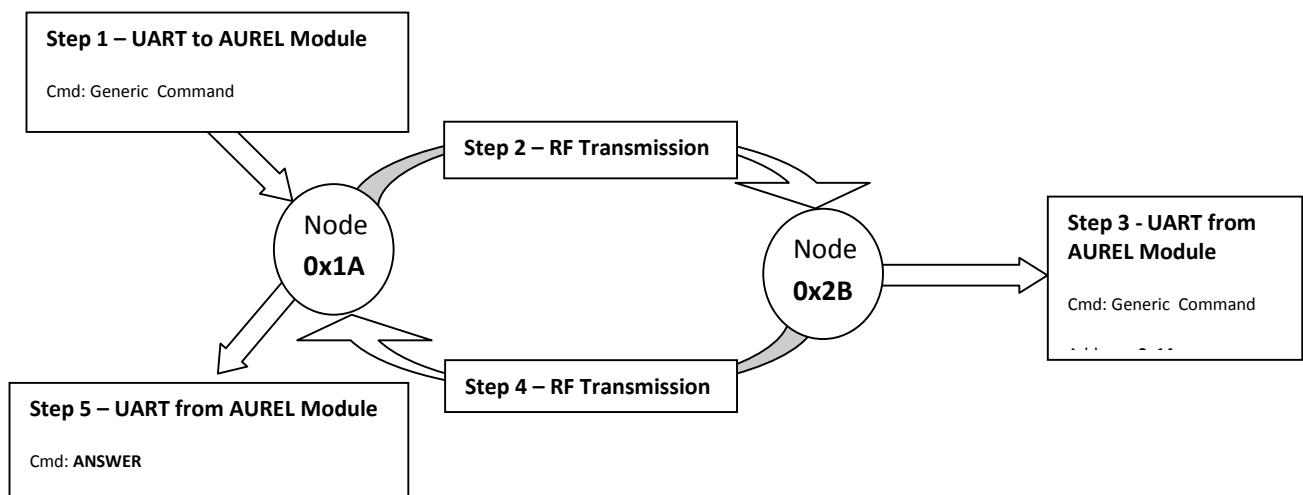 Step 1 – UART to AUREL Module
Cmd: Generic Command
Step 2 – RF Transmission
Node
0x1A
Node
0x2B
Step 3 - UART from
AUREL Module
Cmd: Generic Command
Step 4 – RF Transmission
Step 5 – UART from AUREL Module
Cmd: ANSWER